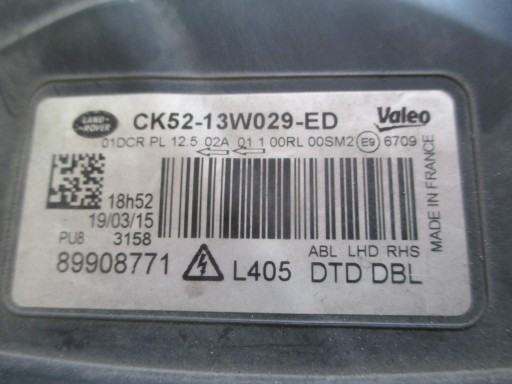 LAND-
ROVER
CK52-13W029-ED
Valeo
01DCR PL 12.5 02A 01 1 00RL 00SM2 E9 6709
18h52
19/03/15
PU8 3158
MADE IN FRANCE
ABL LHD RHS
89908771 L405 DTD DBL